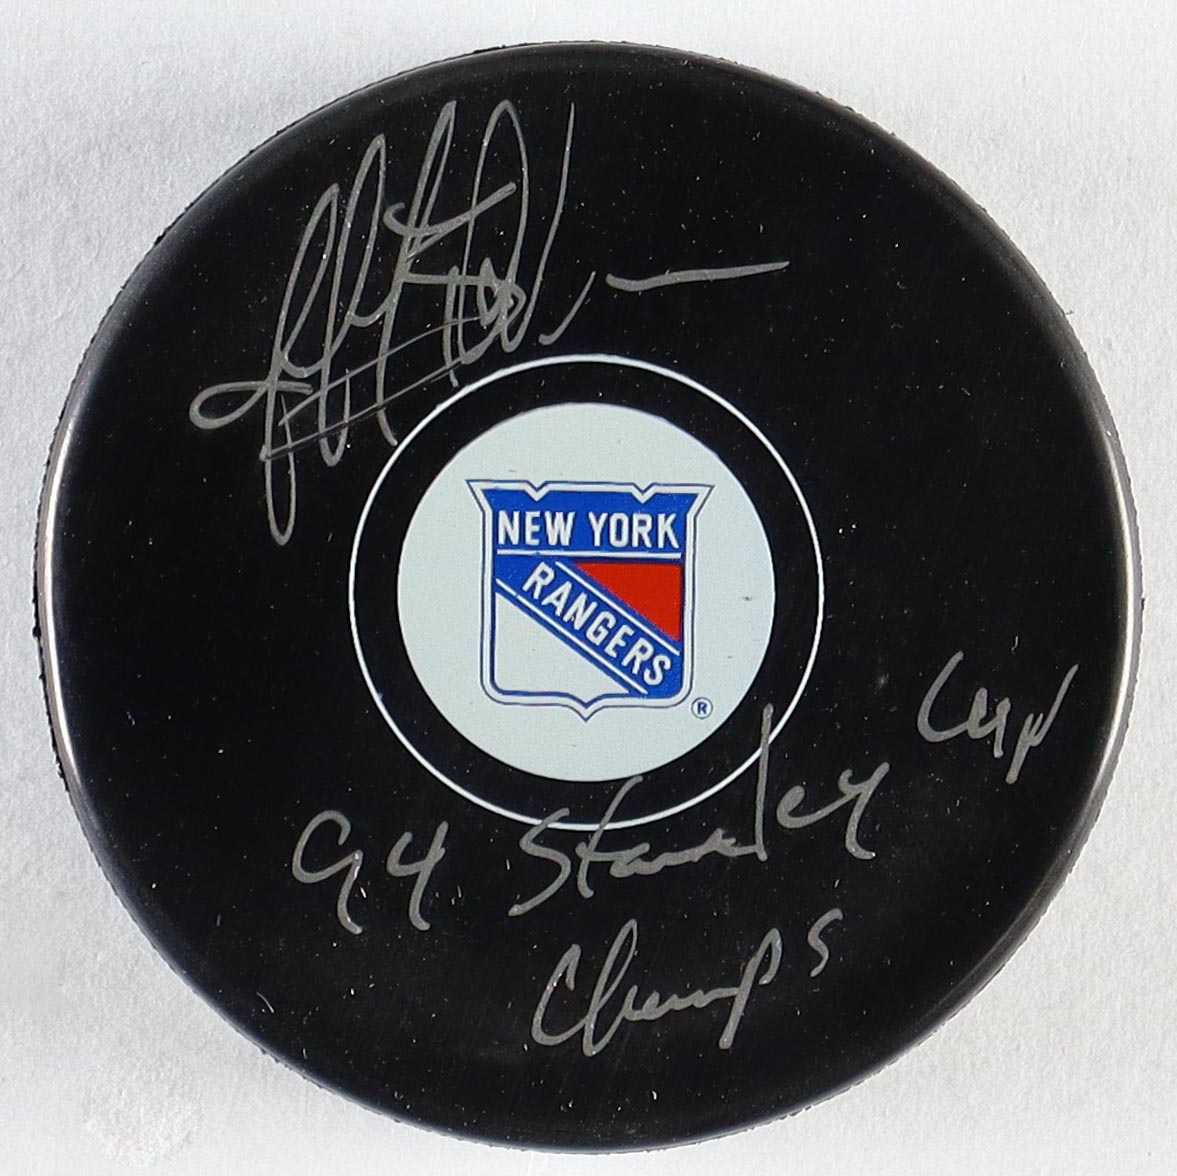 NEW YORK
RANGERS
®
94 Stanley Cup
Champs